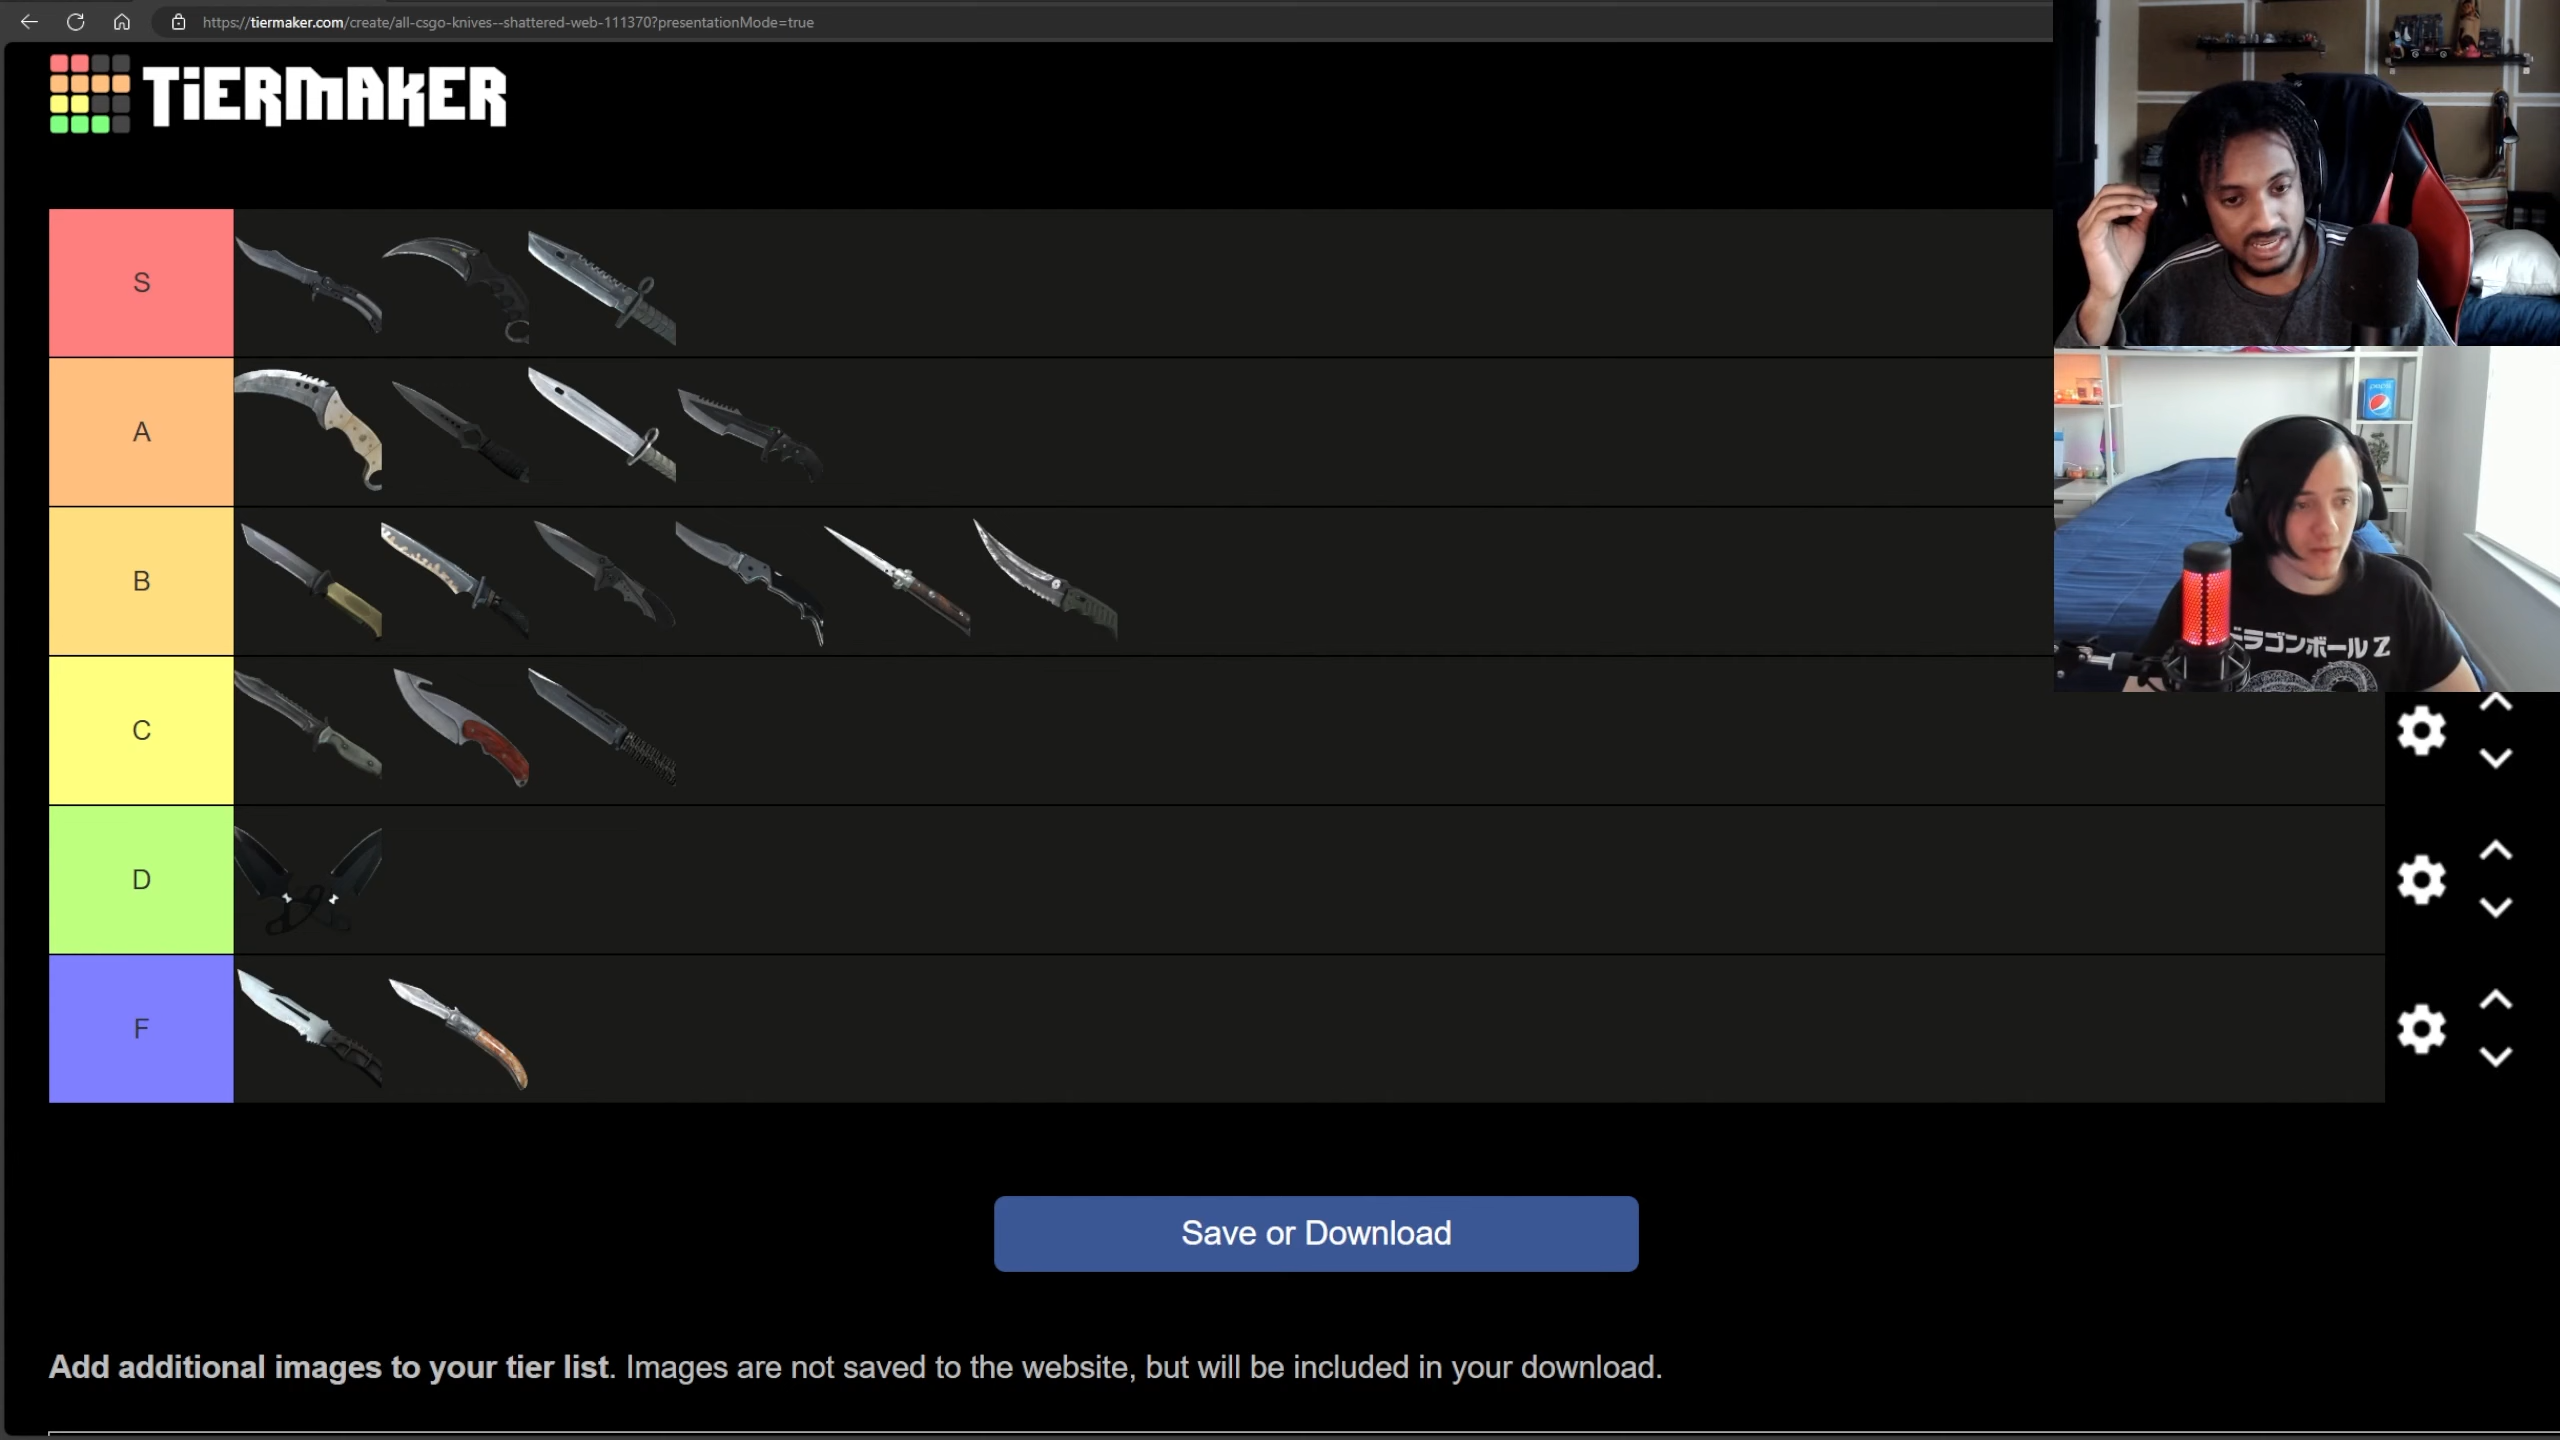 https://tiermaker.com/create/all-csgo-knives--shattered-web-111370?presentationMode=true
TiERMAKER
S
A
B
C
D
F
pepsi
ドラゴンボールZ
Save or Download
Add additional images to your tier list. Images are not saved to the website, but will be included in your download.